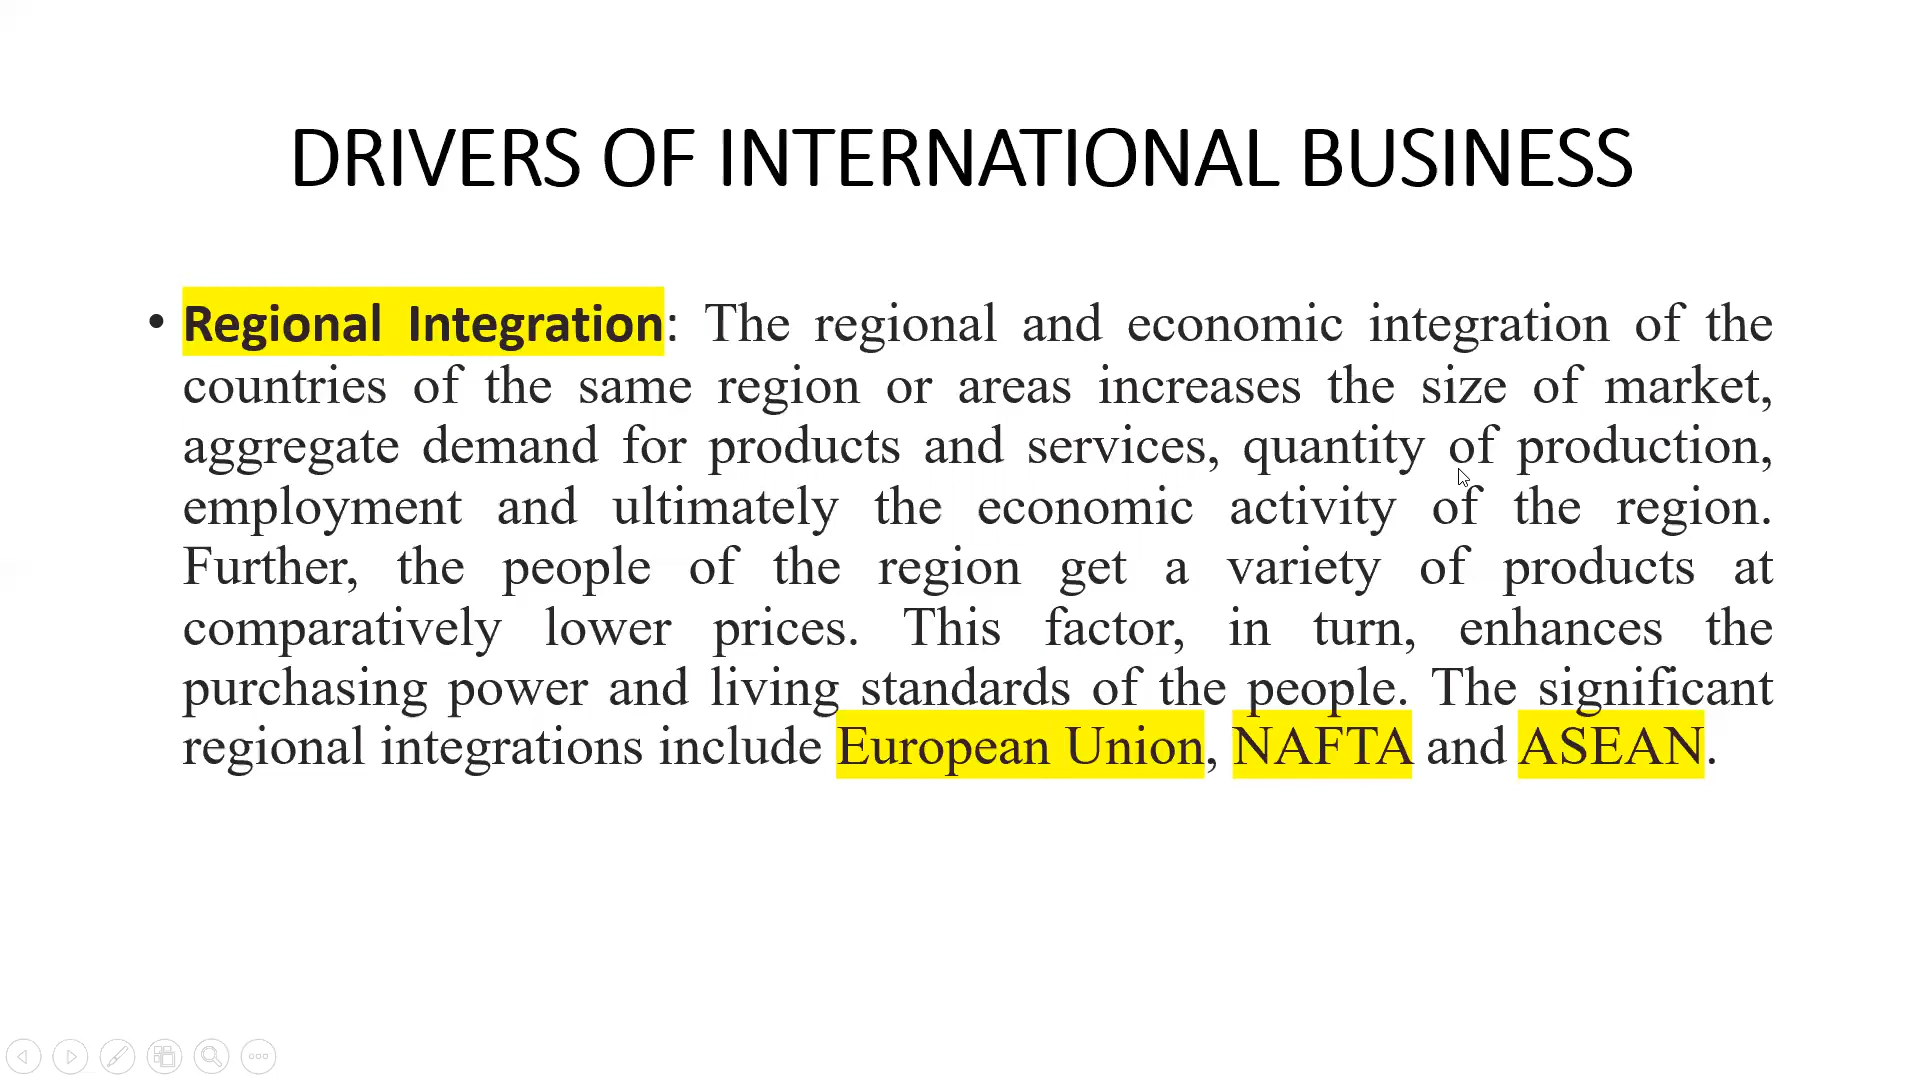 DRIVERS OF INTERNATIONAL BUSINESS
• Regional Integration: The regional and economic integration of the
countries of the same region or areas increases the size of market,
aggregate demand for products and services, quantity of production,
employment and ultimately the economic activity of the region.
Further, the people of the region get a variety of products at
comparatively lower prices. This factor, in turn, enhances the
purchasing power and living standards of the people. The significant
regional integrations include European Union, NAFTA and ASEAN.